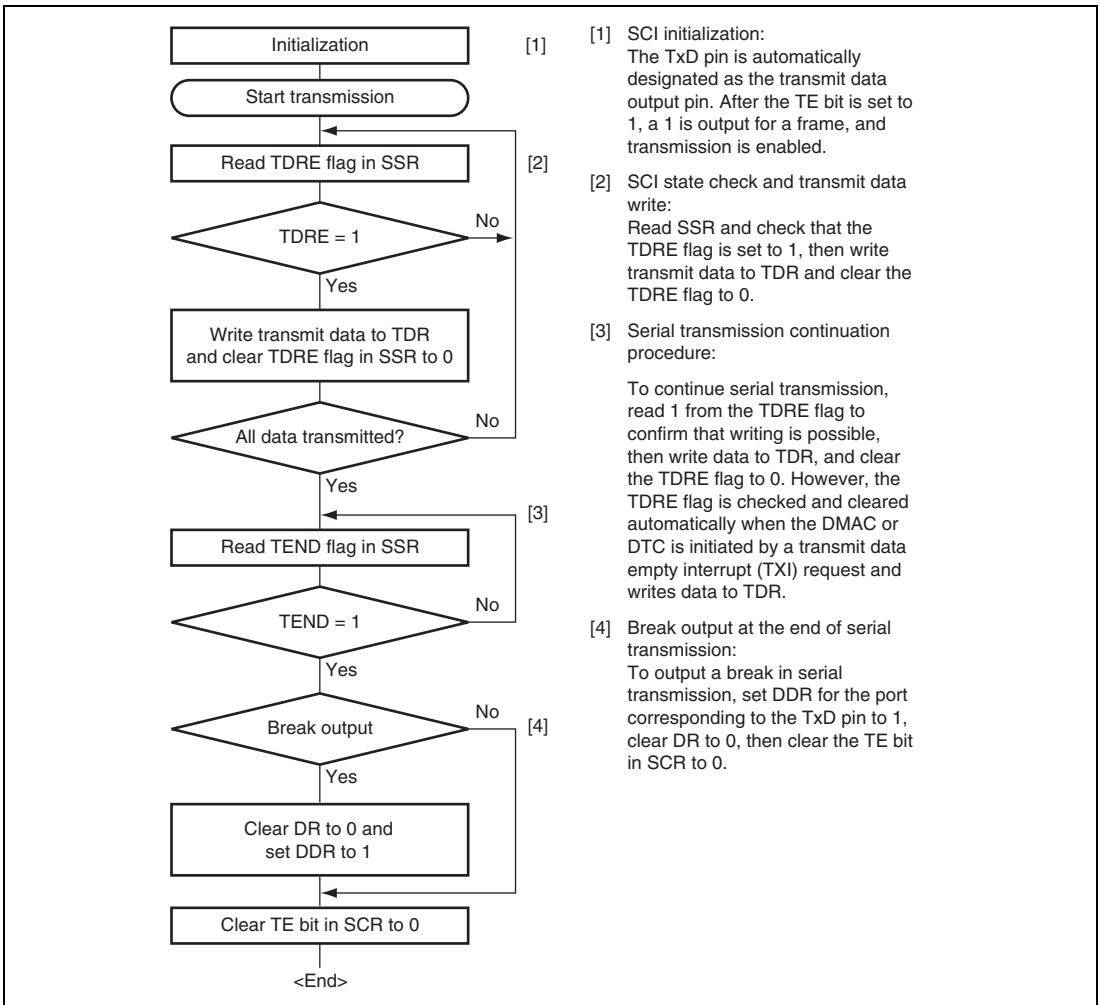 Initialization
[1]
Start transmission
Read TDRE flag in SSR
[2]
No
TDRE = 1
Yes
Write transmit data to TDR
and clear TDRE flag in SSR to 0
No
All data transmitted?
Yes
[3]
Read TEND flag in SSR
No
TEND = 1
Yes
No
Break output
[4]
Yes
Clear DR to 0 and
set DDR to 1
Clear TE bit in SCR to 0
<End>
[1] SCI initialization:
The TxD pin is automatically
designated as the transmit data
output pin. After the TE bit is set to
1, a 1 is output for a frame, and
transmission is enabled.
[2] SCI state check and transmit data
write:
Read SSR and check that the
TDRE flag is set to 1, then write
transmit data to TDR and clear the
TDRE flag to 0.
[3] Serial transmission continuation
procedure:
To continue serial transmission,
read 1 from the TDRE flag to
confirm that writing is possible,
then write data to TDR, and clear
the TDRE flag to 0. However, the
TDRE flag is checked and cleared
automatically when the DMAC or
DTC is initiated by a transmit data
empty interrupt (TXI) request and
writes data to TDR.
[4] Break output at the end of serial
transmission:
To output a break in serial
transmission, set DDR for the port
corresponding to the TxD pin to 1,
clear DR to 0, then clear the TE bit
in SCR to 0.